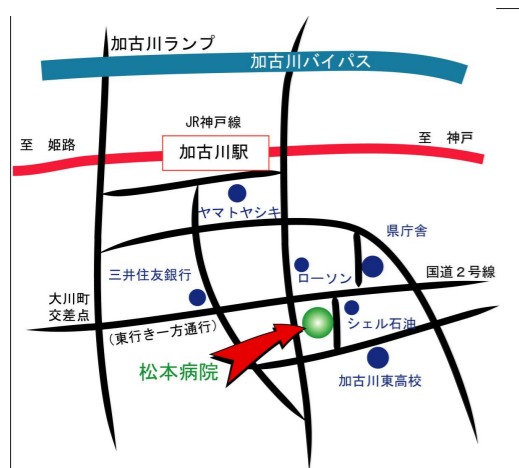 加古川ランプ
加古川バイパス
JR神戸線
至 姫路
加古川駅
至 神戸
ヤマトヤシキ
県庁舎
三井住友銀行
ローソン
国道２号線
大川町
交差点
(東行き一方通行)
シェル石油
松本病院
加古川東高校